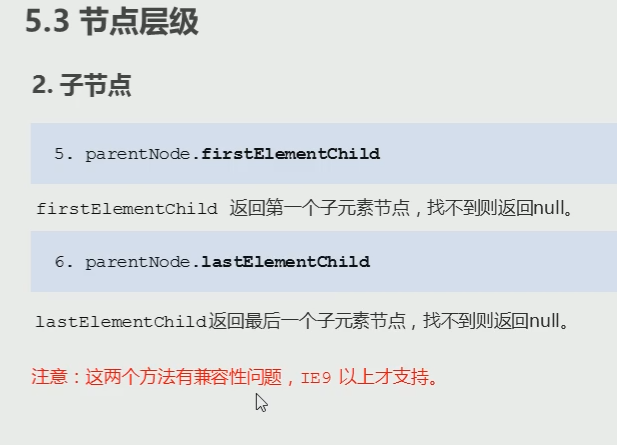 5.3 节点层级
2. 子节点
5. parentNode.firstElementChild
firstElementChild 返回第一个子元素节点，找不到则返回null。
6. parentNode.lastElementChild
lastElementChild返回最后一个子元素节点，找不到则返回null。
注意：这两个方法有兼容性问题，IE9 以上才支持。